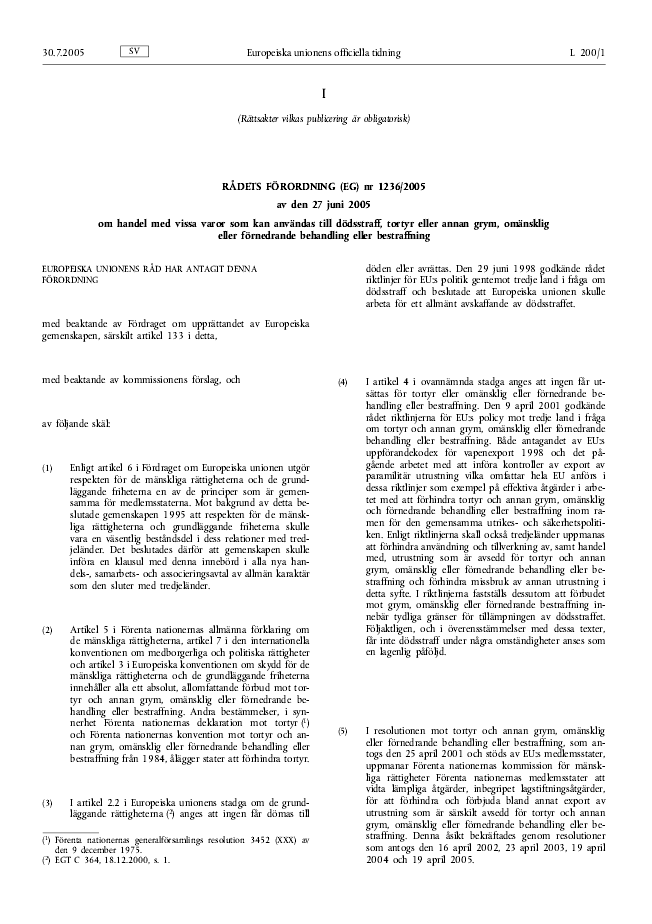 30.7.2005
SV
Europeiska unionens officiella tidning
L 200/1
I
(Rättsakter vilkas publicering är obligatorisk)
RÅDETS FÖRORDNING (EG) nr 1236/2005
av den 27 juni 2005
om handel med vissa varor som kan användas till dödsstraff, tortyr eller annan grym, omänsklig
eller förnedrande behandling eller bestraffning
EUROPEISKA UNIONENS RÅD HAR ANTAGIT DENNA
FÖRORDNING
med beaktande av Fördraget om upprättandet av Europeiska
gemenskapen, särskilt artikel 133 i detta,
med beaktande av kommissionens förslag, och
av följande skäl:
(1) Enligt artikel 6 i Fördraget om Europeiska unionen utgör
respekten för de mänskliga rättigheterna och de grund-
läggande friheterna en av de principer som är gemen-
samma för medlemsstaterna. Mot bakgrund av detta be-
slutade gemenskapen 1995 att respekten för de mänsk-
liga rättigheterna och grundläggande friheterna skulle
vara en väsentlig beståndsdel i dess relationer med tred-
jeländer. Det beslutades därför att gemenskapen skulle
införa en klausul med denna innebörd i alla nya han-
dels-, samarbets- och associeringsavtal av allmän karaktär
som den sluter med tredjeländer.
(2) Artikel 5 i Förenta nationernas allmänna förklaring om
de mänskliga rättigheterna, artikel 7 i den internationella
konventionen om medborgerliga och politiska rättigheter
och artikel 3 i Europeiska konventionen om skydd för de
mänskliga rättigheterna och de grundläggande friheterna
innehåller alla ett absolut, allomfattande förbud mot tor-
tyr och annan grym, omänsklig eller förnedrande be-
handling eller bestraffning. Andra bestämmelser, i syn-
nerhet Förenta nationernas deklaration mot tortyr (1)
och Förenta nationernas konvention mot tortyr och an-
nan grym, omänsklig eller förnedrande behandling eller
bestraffning från 1984, ålägger stater att förhindra tortyr.
(3) I artikel 2.2 i Europeiska unionens stadga om de grund-
läggande rättigheterna (2) anges att ingen får dömas till
(1) Förenta nationernas generalförsamlings resolution 3452 (XXX) av
den 9 december 1975.
(2) EGT C 364, 18.12.2000, s. 1.
döden eller avrättas. Den 29 juni 1998 godkände rådet
riktlinjer för EU:s politik gentemot tredje land i fråga om
dödsstraff och beslutade att Europeiska unionen skulle
arbeta för ett allmänt avskaffande av dödsstraffet.
(4) I artikel 4 i ovannämnda stadga anges att ingen får ut-
sättas för tortyr eller omänsklig eller förnedrande be-
handling eller bestraffning. Den 9 april 2001 godkände
rådet riktlinjerna för EU:s policy mot tredje land i fråga
om tortyr och annan grym, omänsklig eller förnedrande
behandling eller bestraffning. Både antagandet av EU:s
uppförandekodex för vapenexport 1998 och det på-
gående arbetet med att införa kontroller av export av
paramilitär utrustning vilka omfattar hela EU anförs i
dessa riktlinjer som exempel på effektiva åtgärder i arbe-
tet med att förhindra tortyr och annan grym, omänsklig
och förnedrande behandling eller bestraffning inom ra-
men för den gemensamma utrikes- och säkerhetspoliti-
ken. Enligt riktlinjerna skall också tredjeländer uppmanas
att förhindra användning och tillverkning av, samt handel
med, utrustning som är avsedd för tortyr och annan
grym, omänsklig eller förnedrande behandling eller be-
straffning och förhindra missbruk av annan utrustning i
detta syfte. I riktlinjerna fastställs dessutom att förbudet
mot grym, omänsklig eller förnedrande bestraffning in-
nebär tydliga gränser för tillämpningen av dödsstraffet.
Följaktligen, och i överensstämmelse med dessa texter,
får inte dödsstraff under några omständigheter anses som
en lagenlig påföljd.
(5) I resolutionen mot tortyr och annan grym, omänsklig
eller förnedrande behandling eller bestraffning, som an-
togs den 25 april 2001 och stöds av EU:s medlemsstater,
uppmanar Förenta nationernas kommission för mänsk-
liga rättigheter Förenta nationernas medlemsstater att
vidta lämpliga åtgärder, inbegripet lagstiftningsåtgärder,
för att förhindra och förbjuda bland annat export av
utrustning som är särskilt avsedd för tortyr och annan
grym, omänsklig eller förnedrande behandling eller be-
straffning. Denna åsikt bekräftades genom resolutioner
som antogs den 16 april 2002, 23 april 2003, 19 april
2004 och 19 april 2005.